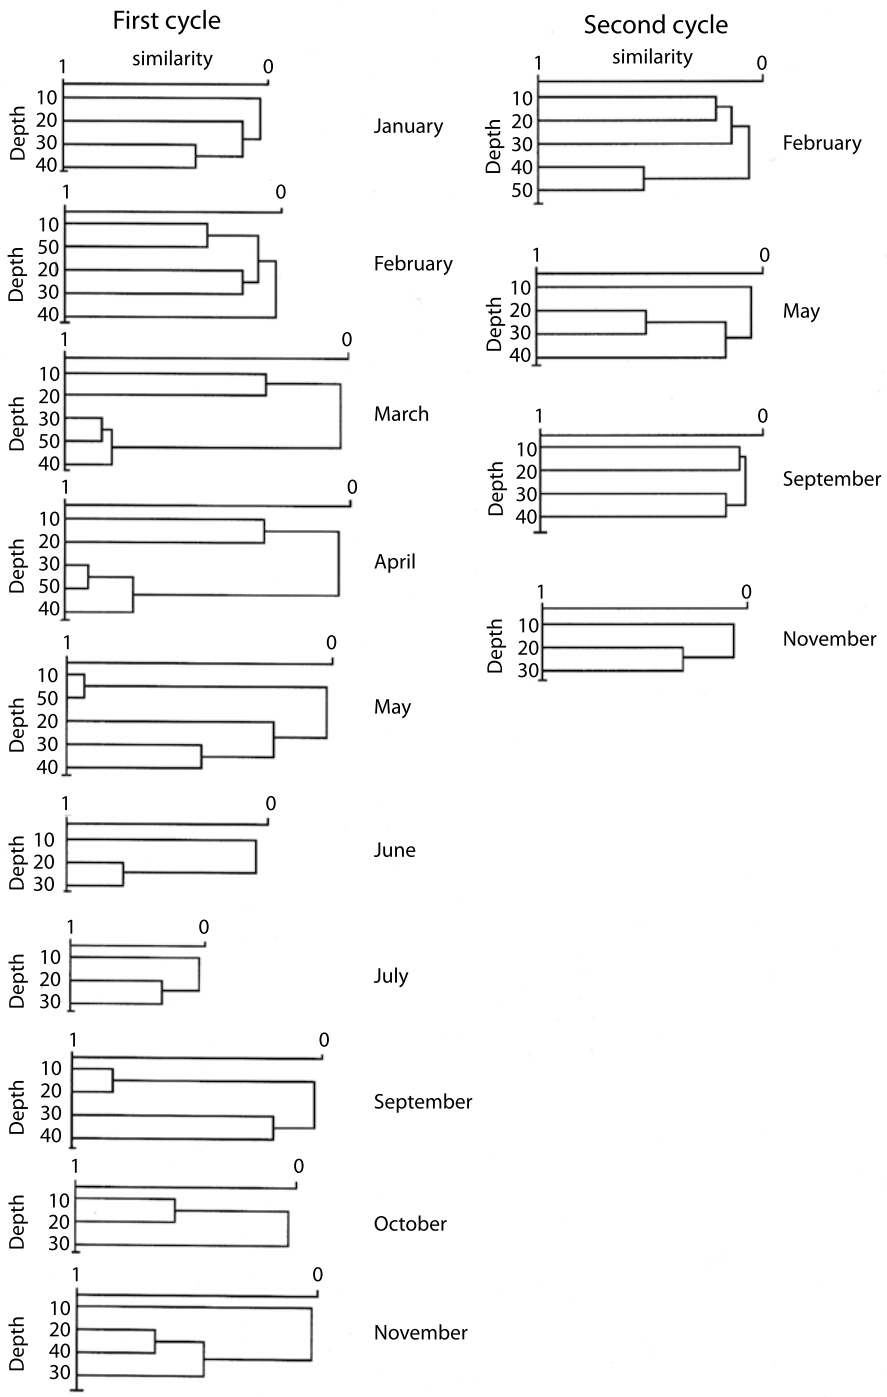 First cycle
similarity
1 0
Depth
10
20
30
40
January
1 0
Depth
10
50
20
30
40
February
1 0
Depth
10
20
30
50
40
March
1 0
Depth
10
20
30
50
40
April
1 0
Depth
10
50
20
30
40
May
1 0
Depth
10
20
30
June
1 0
Depth
10
20
30
July
1 0
Depth
10
20
30
40
September
1 0
Depth
10
20
30
October
1 0
Depth
10
20
40
30
November
Second cycle
similarity
1 0
Depth
10
20
30
40
50
February
1 0
Depth
10
20
30
40
May
1 0
Depth
10
20
30
40
September
1 0
Depth
10
20
30
November